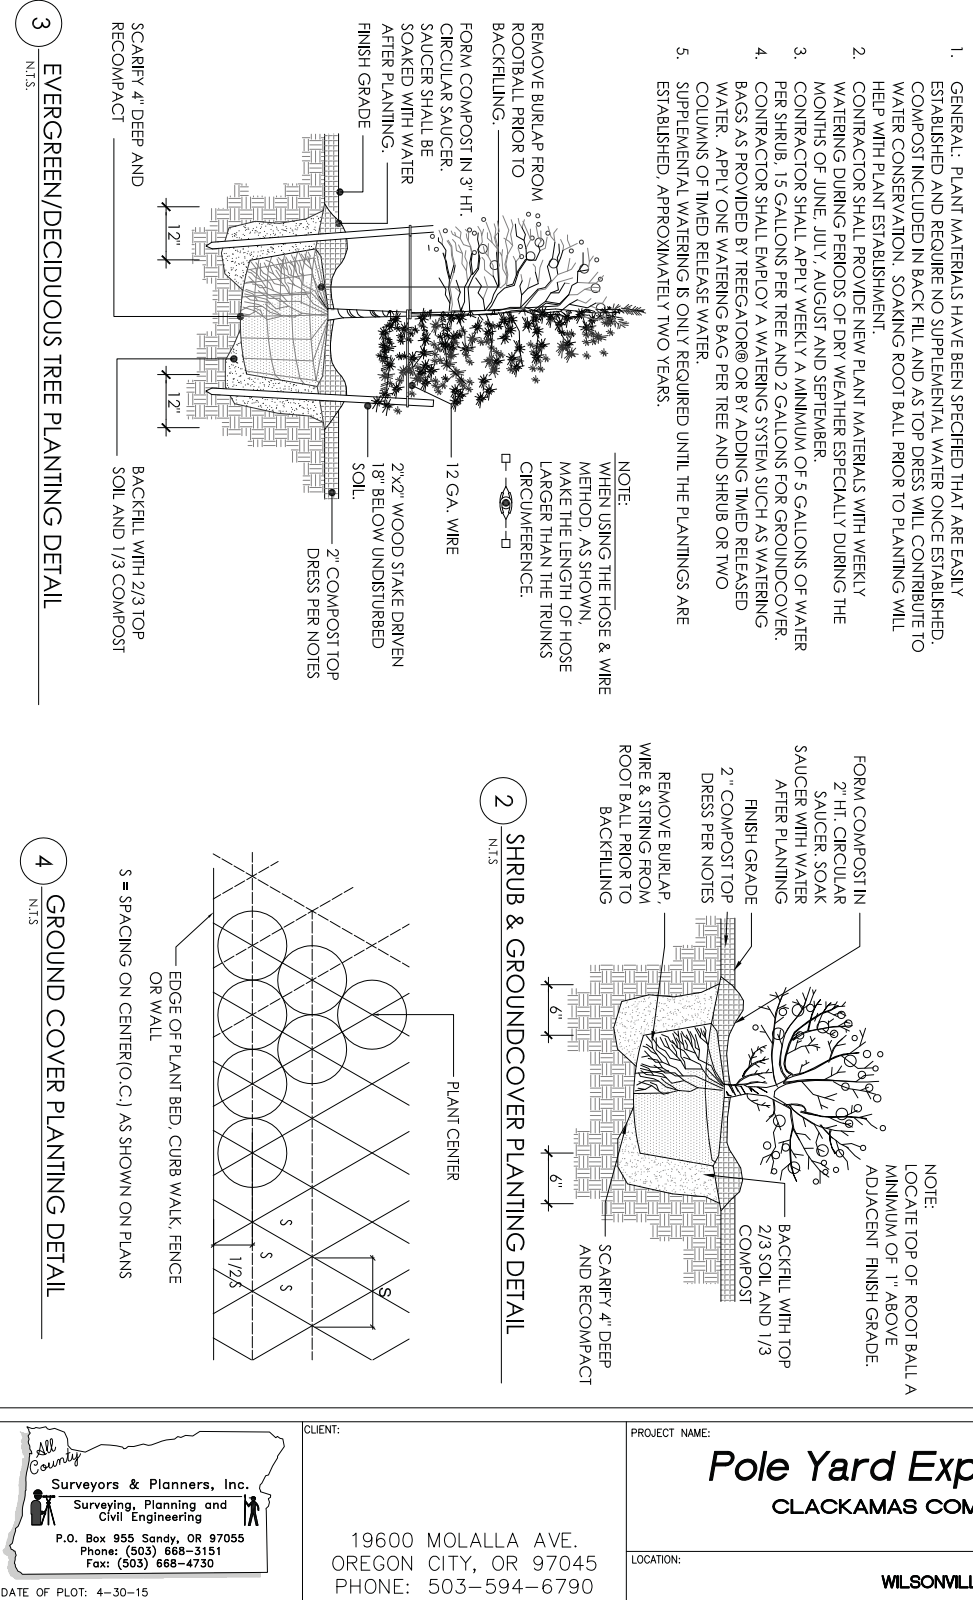 1. GENERAL: PLANT MATERIALS HAVE BEEN SPECIFIED THAT ARE EASILY
ESTABLISHED AND REQUIRE NO SUPPLEMENTAL WATER ONCE ESTABLISHED.
COMPOST INCLUDED IN BACK FILL AND AS TOP DRESS WILL CONTRIBUTE TO
WATER CONSERVATION. SOAKING ROOT BALL PRIOR TO PLANTING WILL
HELP WITH PLANT ESTABLISHMENT.
2. CONTRACTOR SHALL PROVIDE NEW PLANT MATERIALS WITH WEEKLY
WATERING DURING PERIODS OF DRY WEATHER ESPECIALLY DURING THE
MONTHS OF JUNE, JULY, AUGUST AND SEPTEMBER.
3. CONTRACTOR SHALL APPLY WEEKLY A MINIMUM OF 5 GALLONS OF WATER
PER SHRUB, 15 GALLONS PER TREE AND 2 GALLONS FOR GROUNDCOVER.
4. CONTRACTOR SHALL EMPLOY A WATERING SYSTEM SUCH AS WATERING
BAGS AS PROVIDED BY TREEGATOR® OR BY ADDING TIMED RELEASED
WATER. APPLY ONE WATERING BAG PER TREE AND SHRUB OR TWO
COLUMNS OF TIMED RELEASE WATER.
5. SUPPLEMENTAL WATERING IS ONLY REQUIRED UNTIL THE PLANTINGS ARE
ESTABLISHED, APPROXIMATELY TWO YEARS.
REMOVE BURLAP FROM
ROOTBALL PRIOR TO
BACKFILLING.
FORM COMPOST IN 3" HT.
CIRCULAR SAUCER.
SAUCER SHALL BE
SOAKED WITH WATER
AFTER PLANTING.
FINISH GRADE
SCARIFY 4" DEEP AND
RECOMPACT
12"
12"
NOTE:
WHEN USING THE HOSE & WIRE
METHOD, AS SHOWN,
MAKE THE LENGTH OF HOSE
LARGER THAN THE TRUNKS
CIRCUMFERENCE.
12 GA. WIRE
2"x2" WOOD STAKE DRIVEN
18" BELOW UNDISTURBED
SOIL.
2" COMPOST TOP
DRESS PER NOTES
BACKFILL WITH 2/3 TOP
SOIL AND 1/3 COMPOST
3 EVERGREEN/DECIDUOUS TREE PLANTING DETAIL
N.T.S.
FORM COMPOST IN
2" HT. CIRCULAR
SAUCER. SOAK
SAUCER WITH WATER
AFTER PLANTING
FINISH GRADE
2 " COMPOST TOP
DRESS PER NOTES
REMOVE BURLAP,
WIRE & STRING FROM
ROOT BALL PRIOR TO
BACKFILLING
6"
6"
NOTE:
LOCATE TOP OF ROOT BALL A
MINIMUM OF 1" ABOVE
ADJACENT FINISH GRADE.
BACKFILL WITH TOP
2/3 SOIL AND 1/3
COMPOST
SCARIFY 4" DEEP
AND RECOMPACT
2 SHRUB & GROUNDCOVER PLANTING DETAIL
N.T.S
PLANT CENTER
S
S
S
S
1/2 S
EDGE OF PLANT BED, CURB WALK, FENCE
OR WALL
S = SPACING ON CENTER(O.C.) AS SHOWN ON PLANS
4 GROUND COVER PLANTING DETAIL
N.T.S
All
County
Surveyors & Planners, Inc.
Surveying, Planning and
Civil Engineering
P.O. Box 955 Sandy, OR 97055
Phone: (503) 668-3151
Fax: (503) 668-4730
DATE OF PLOT: 4-30-15
CLIENT:
19600 MOLALLA AVE.
OREGON CITY, OR 97045
PHONE: 503-594-6790
PROJECT NAME:
Pole Yard Exp
CLACKAMAS COM
LOCATION:
WILSONVILL